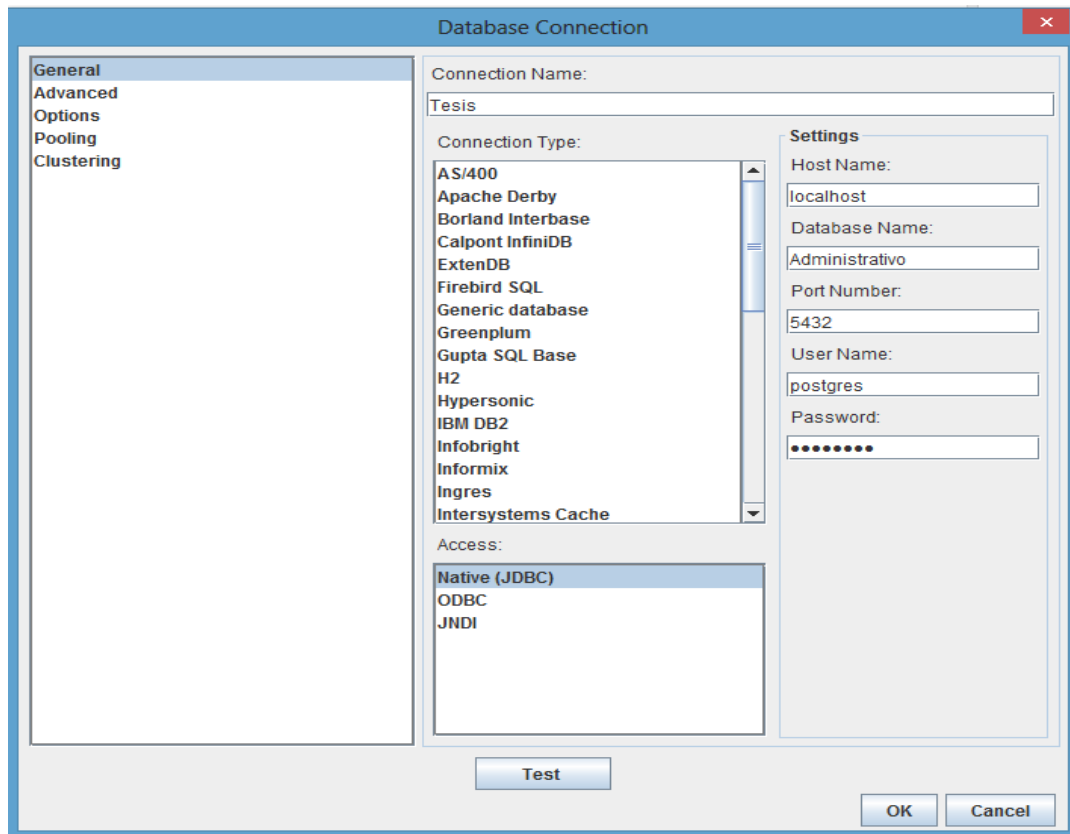 Database Connection
General
Advanced
Options
Pooling
Clustering
Connection Name:
Tesis
Connection Type:
AS/400
Apache Derby
Borland Interbase
Calpont InfiniDB
ExtenDB
Firebird SQL
Generic database
Greenplum
Gupta SQL Base
H2
Hypersonic
IBM DB2
Infobright
Informix
Ingres
Intersystems Cache
Access:
Native (JDBC)
ODBC
JNDI
Settings
Host Name:
localhost
Database Name:
Administrativo
Port Number:
5432
User Name:
postgres
Password:
●●●●●●●●
Test
OK
Cancel